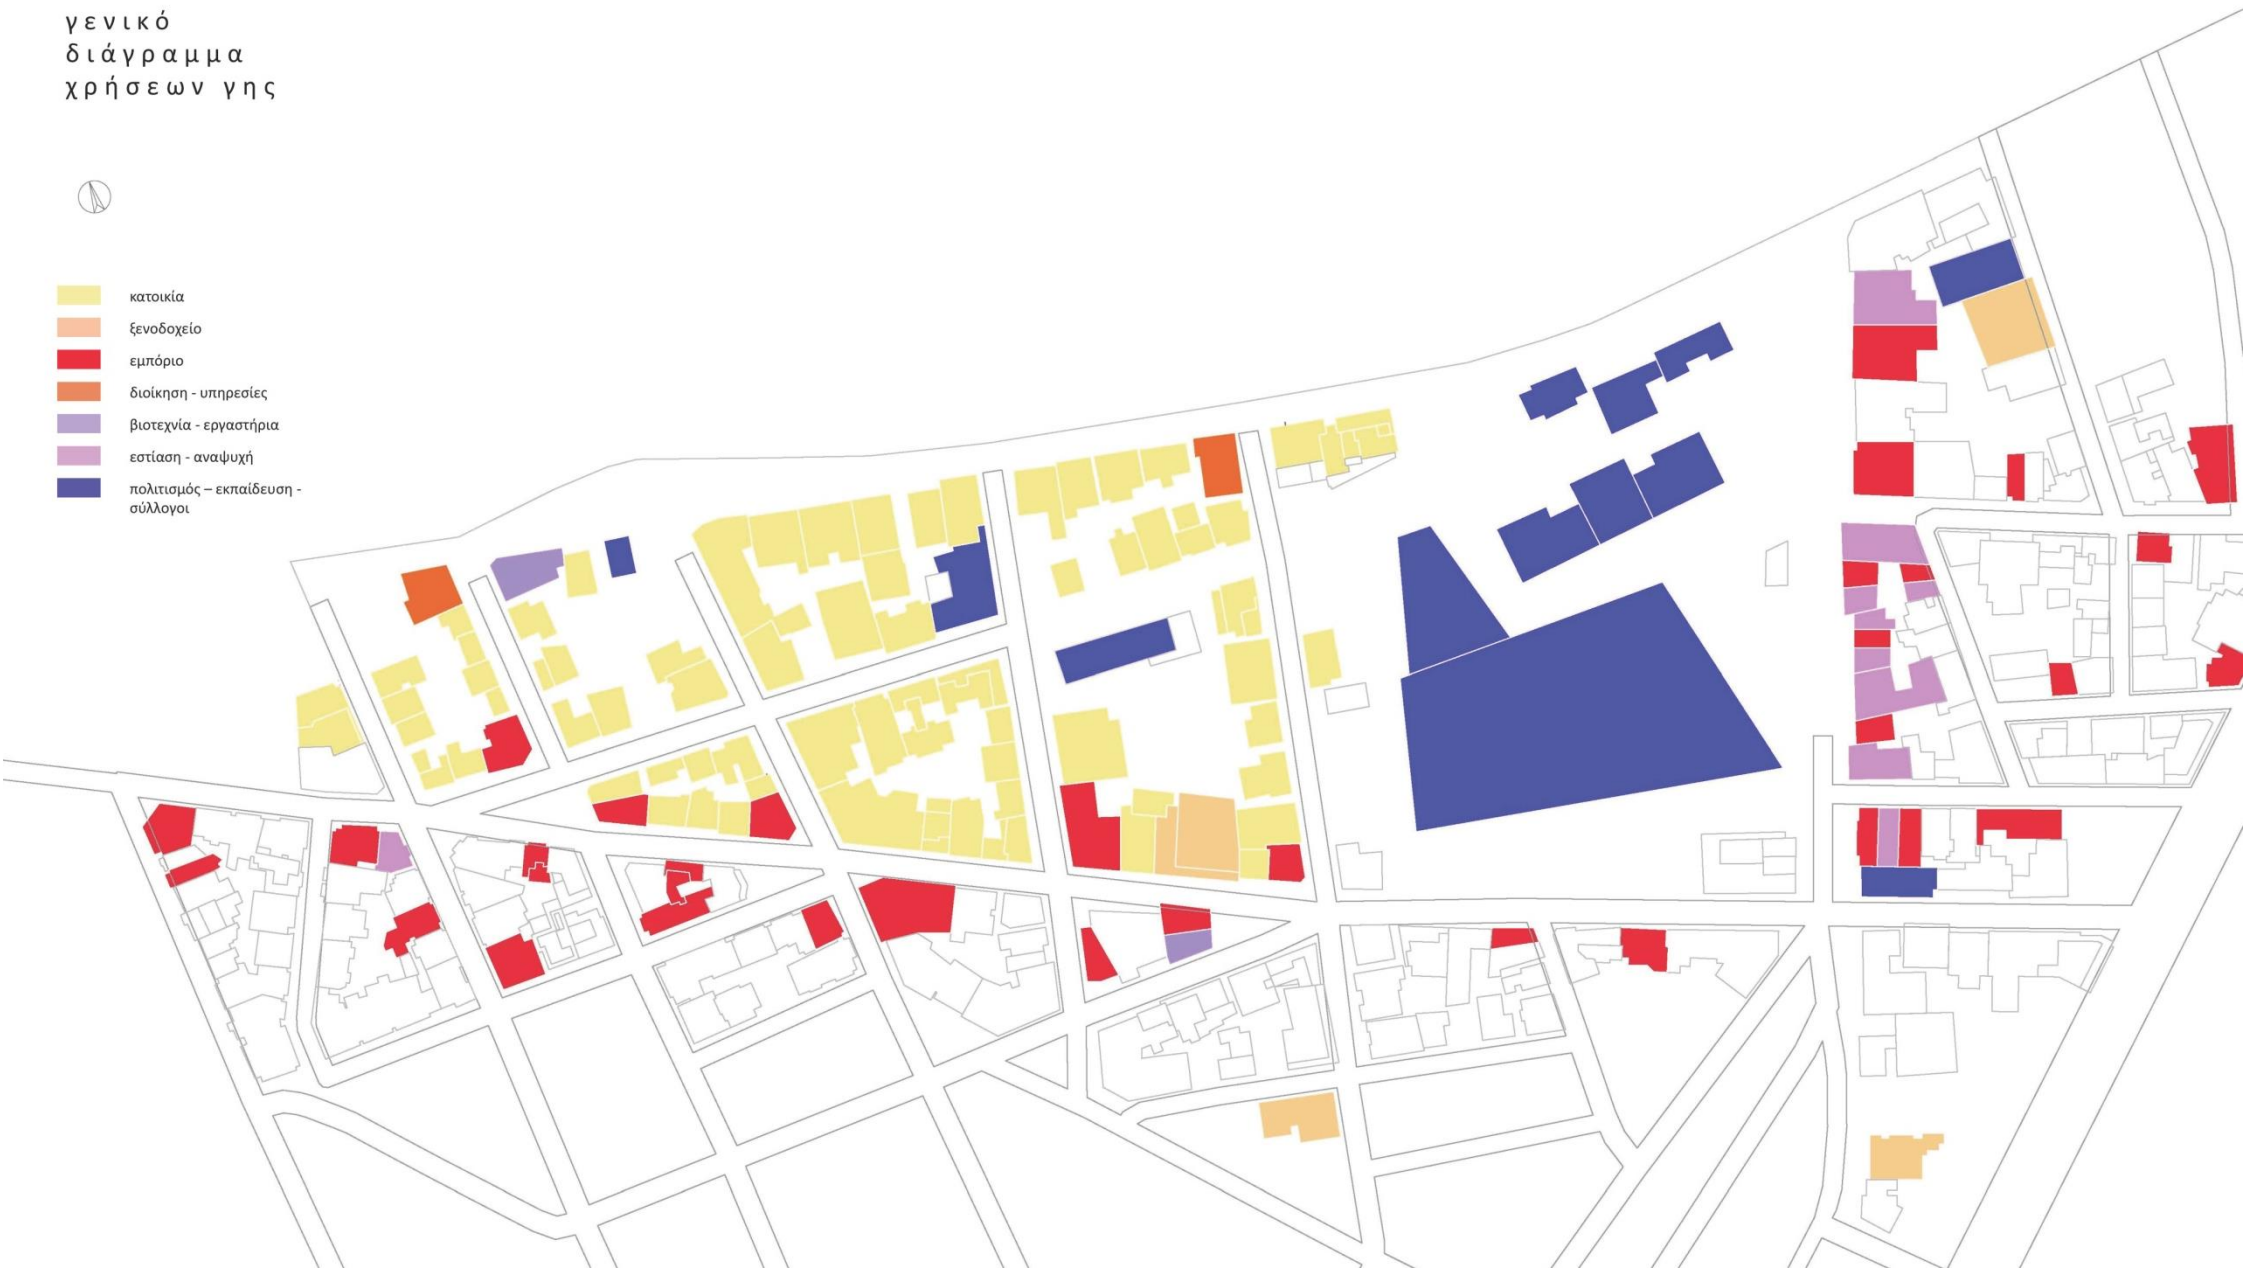 γενικό
διάγραμμα
χρήσεων γης
κατοικία
ξενοδοχείο
εμπόριο
διοίκηση - υπηρεσίες
βιοτεχνία - εργαστήρια
εστίαση - αναψυχή
πολιτισμός – εκπαίδευση -
σύλλογοι